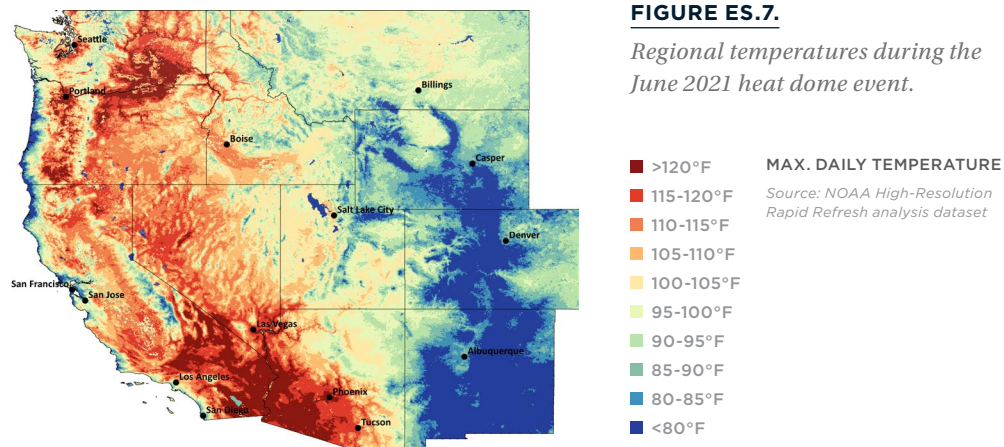 FIGURE ES.7.
Regional temperatures during the
June 2021 heat dome event.
Seattle
Portland
Billings
Boise
Casper
Salt Lake City
Denver
San Francisco
San Jose
Las Vegas
Albuquerque
Los Angeles
Phoenix
San Diego
Tucson
>120°F
115-120°F
110-115°F
105-110°F
100-105°F
95-100°F
90-95°F
85-90°F
80-85°F
<80°F
MAX. DAILY TEMPERATURE
Source: NOAA High-Resolution
Rapid Refresh analysis dataset